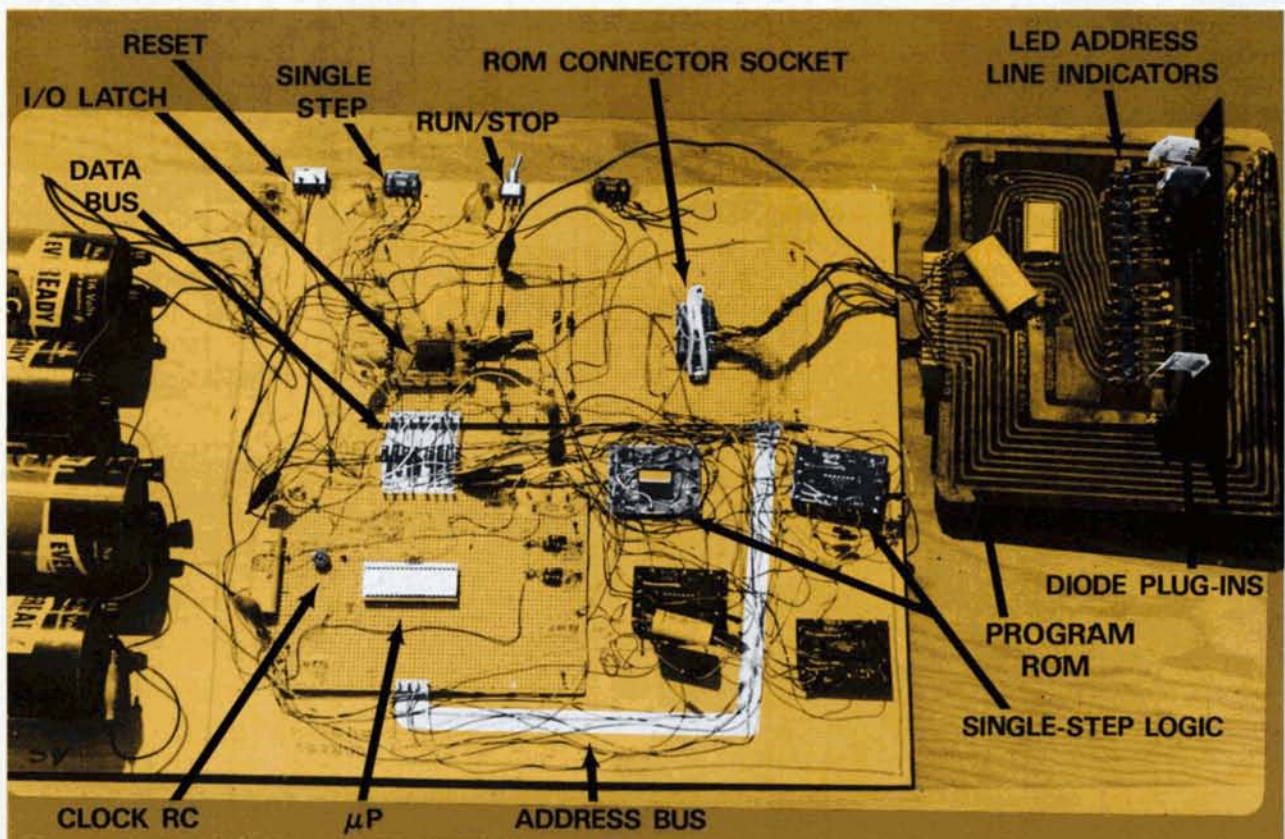 RESET
SINGLE
STEP
I/O LATCH
RUN/STOP
ROM CONNECTOR SOCKET
LED ADDRESS
LINE INDICATORS
DATA
BUS
EVEREADY
DIODE PLUG-INS
PROGRAM
ROM
SINGLE-STEP LOGIC
CLOCK RC
μP
ADDRESS BUS